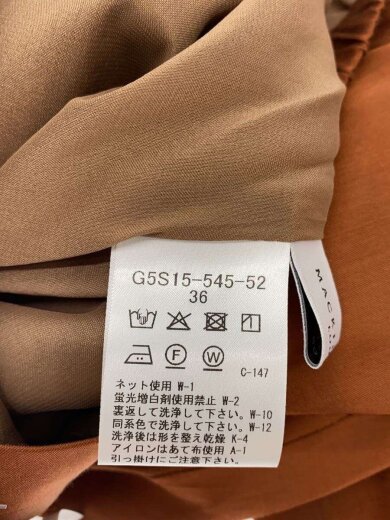 G5S15-545-52
36
C-147
ネット使用 W-1
蛍光増白剤使用禁止 W-2
裏返して洗浄して下さい。W-10
同系色で洗浄して下さい。W-12
洗浄後は形を整え乾燥 K-4
アイロンはあて布使用 A-1
引っ掛けにご注意下さい。